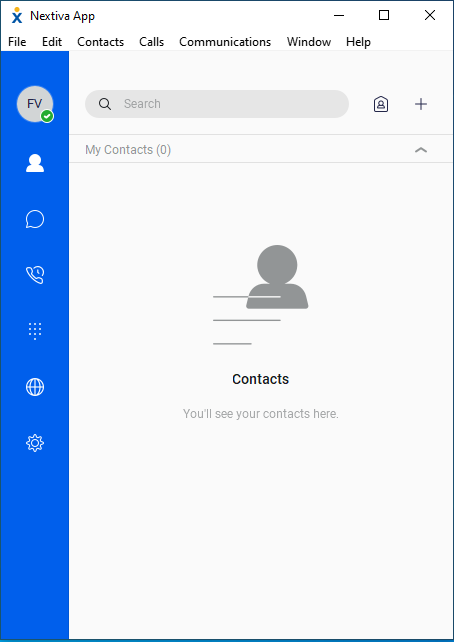 Nextiva App
File Edit Contacts Calls Communications Window Help
FV
Search
My Contacts (0)
Contacts
You'll see your contacts here.